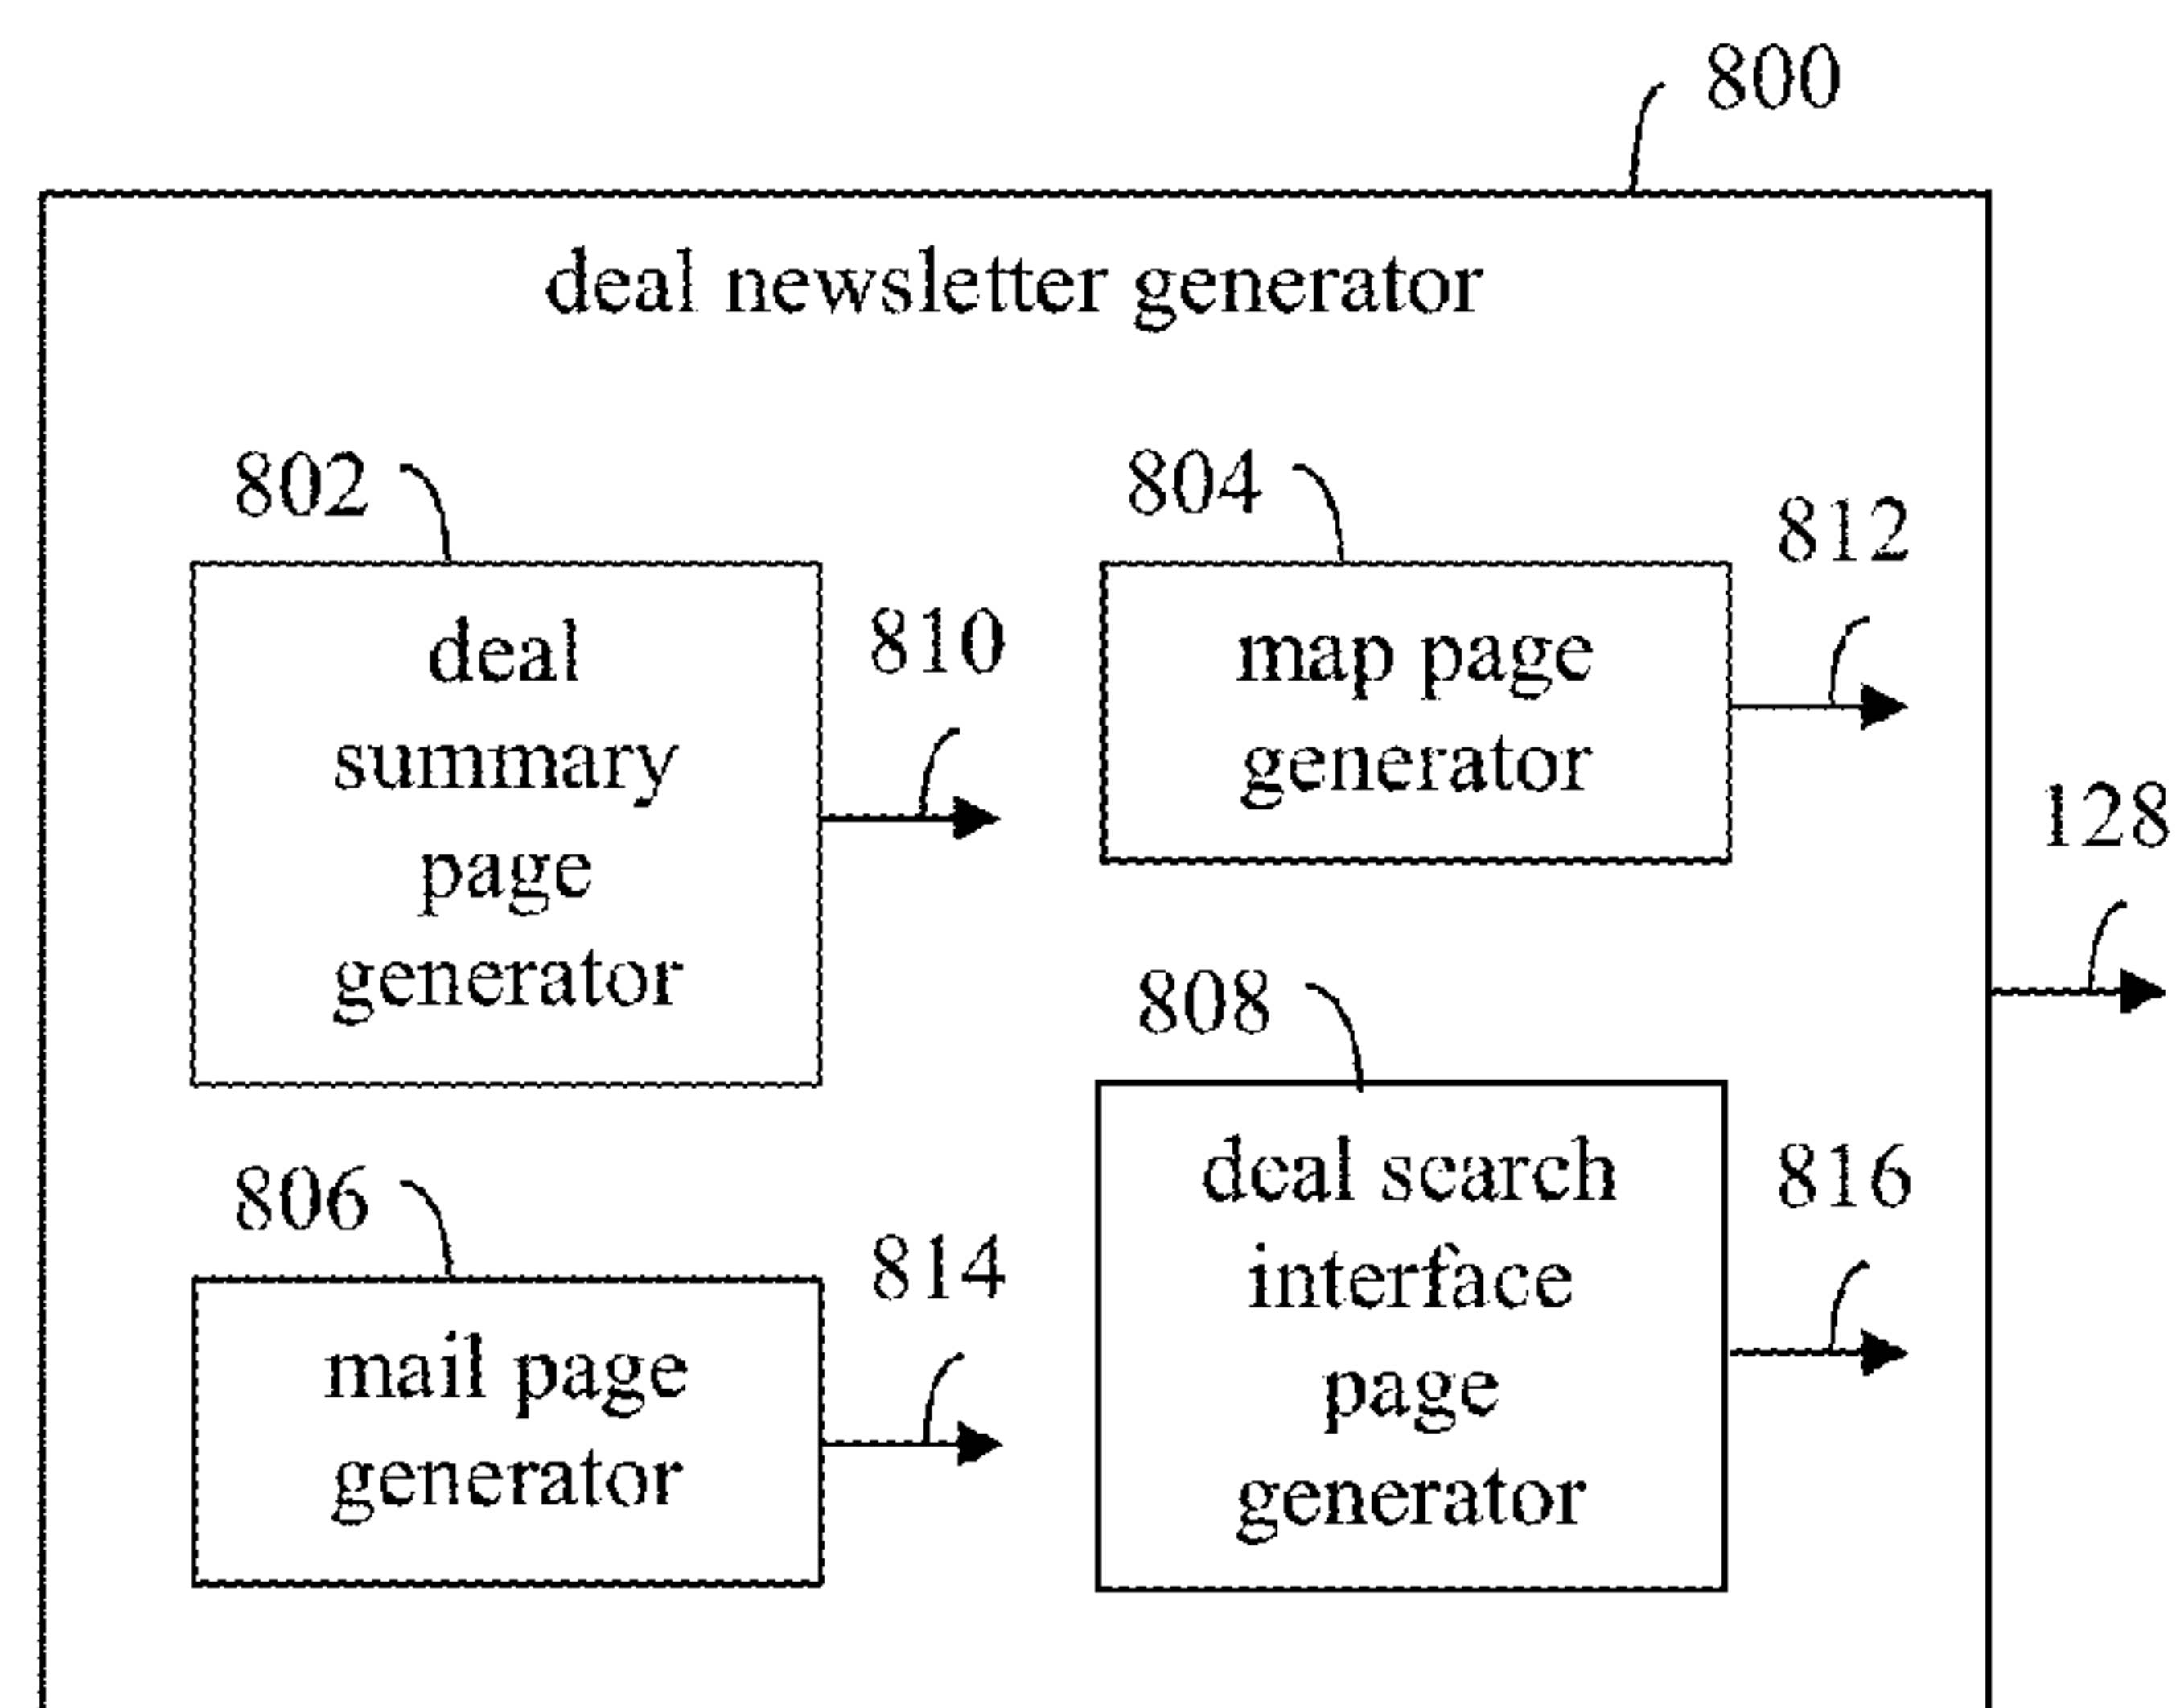 800
deal newsletter generator
802
804
812
deal
summary
page
generator
810
map page
generator
128
808
806
814
deal search
interface
page
generator
816
mail page
generator